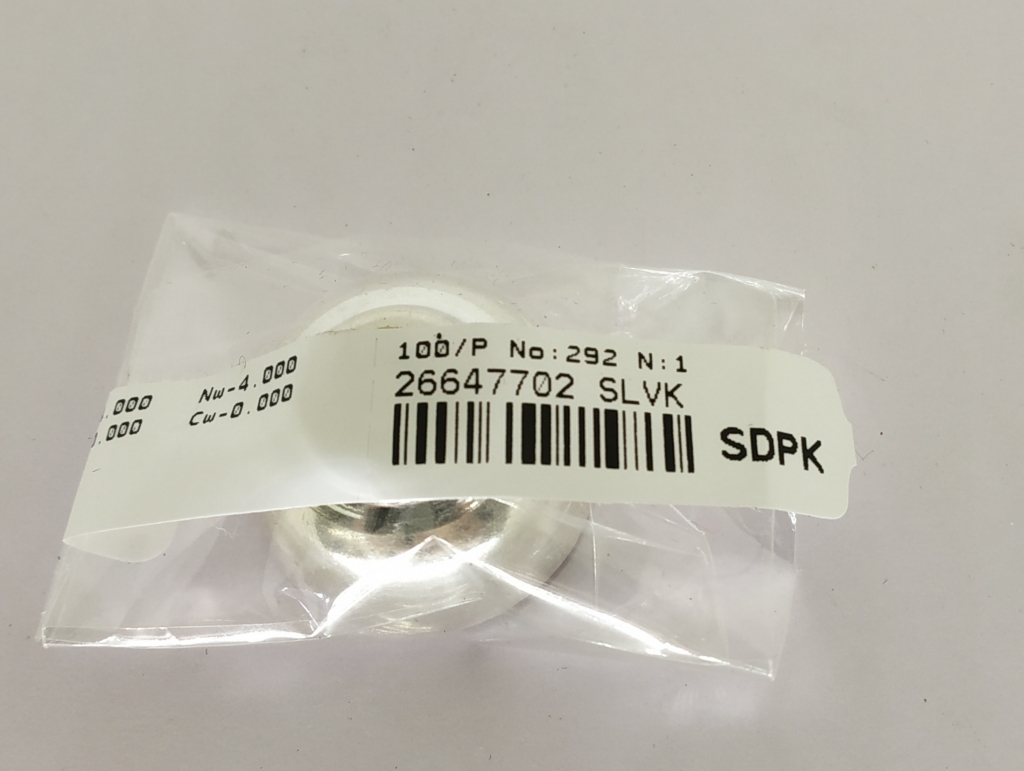 .000
.000
Nw-4.000
Cw-0.000
100/P No:292 N:1
26647702 SLVK
SDPK